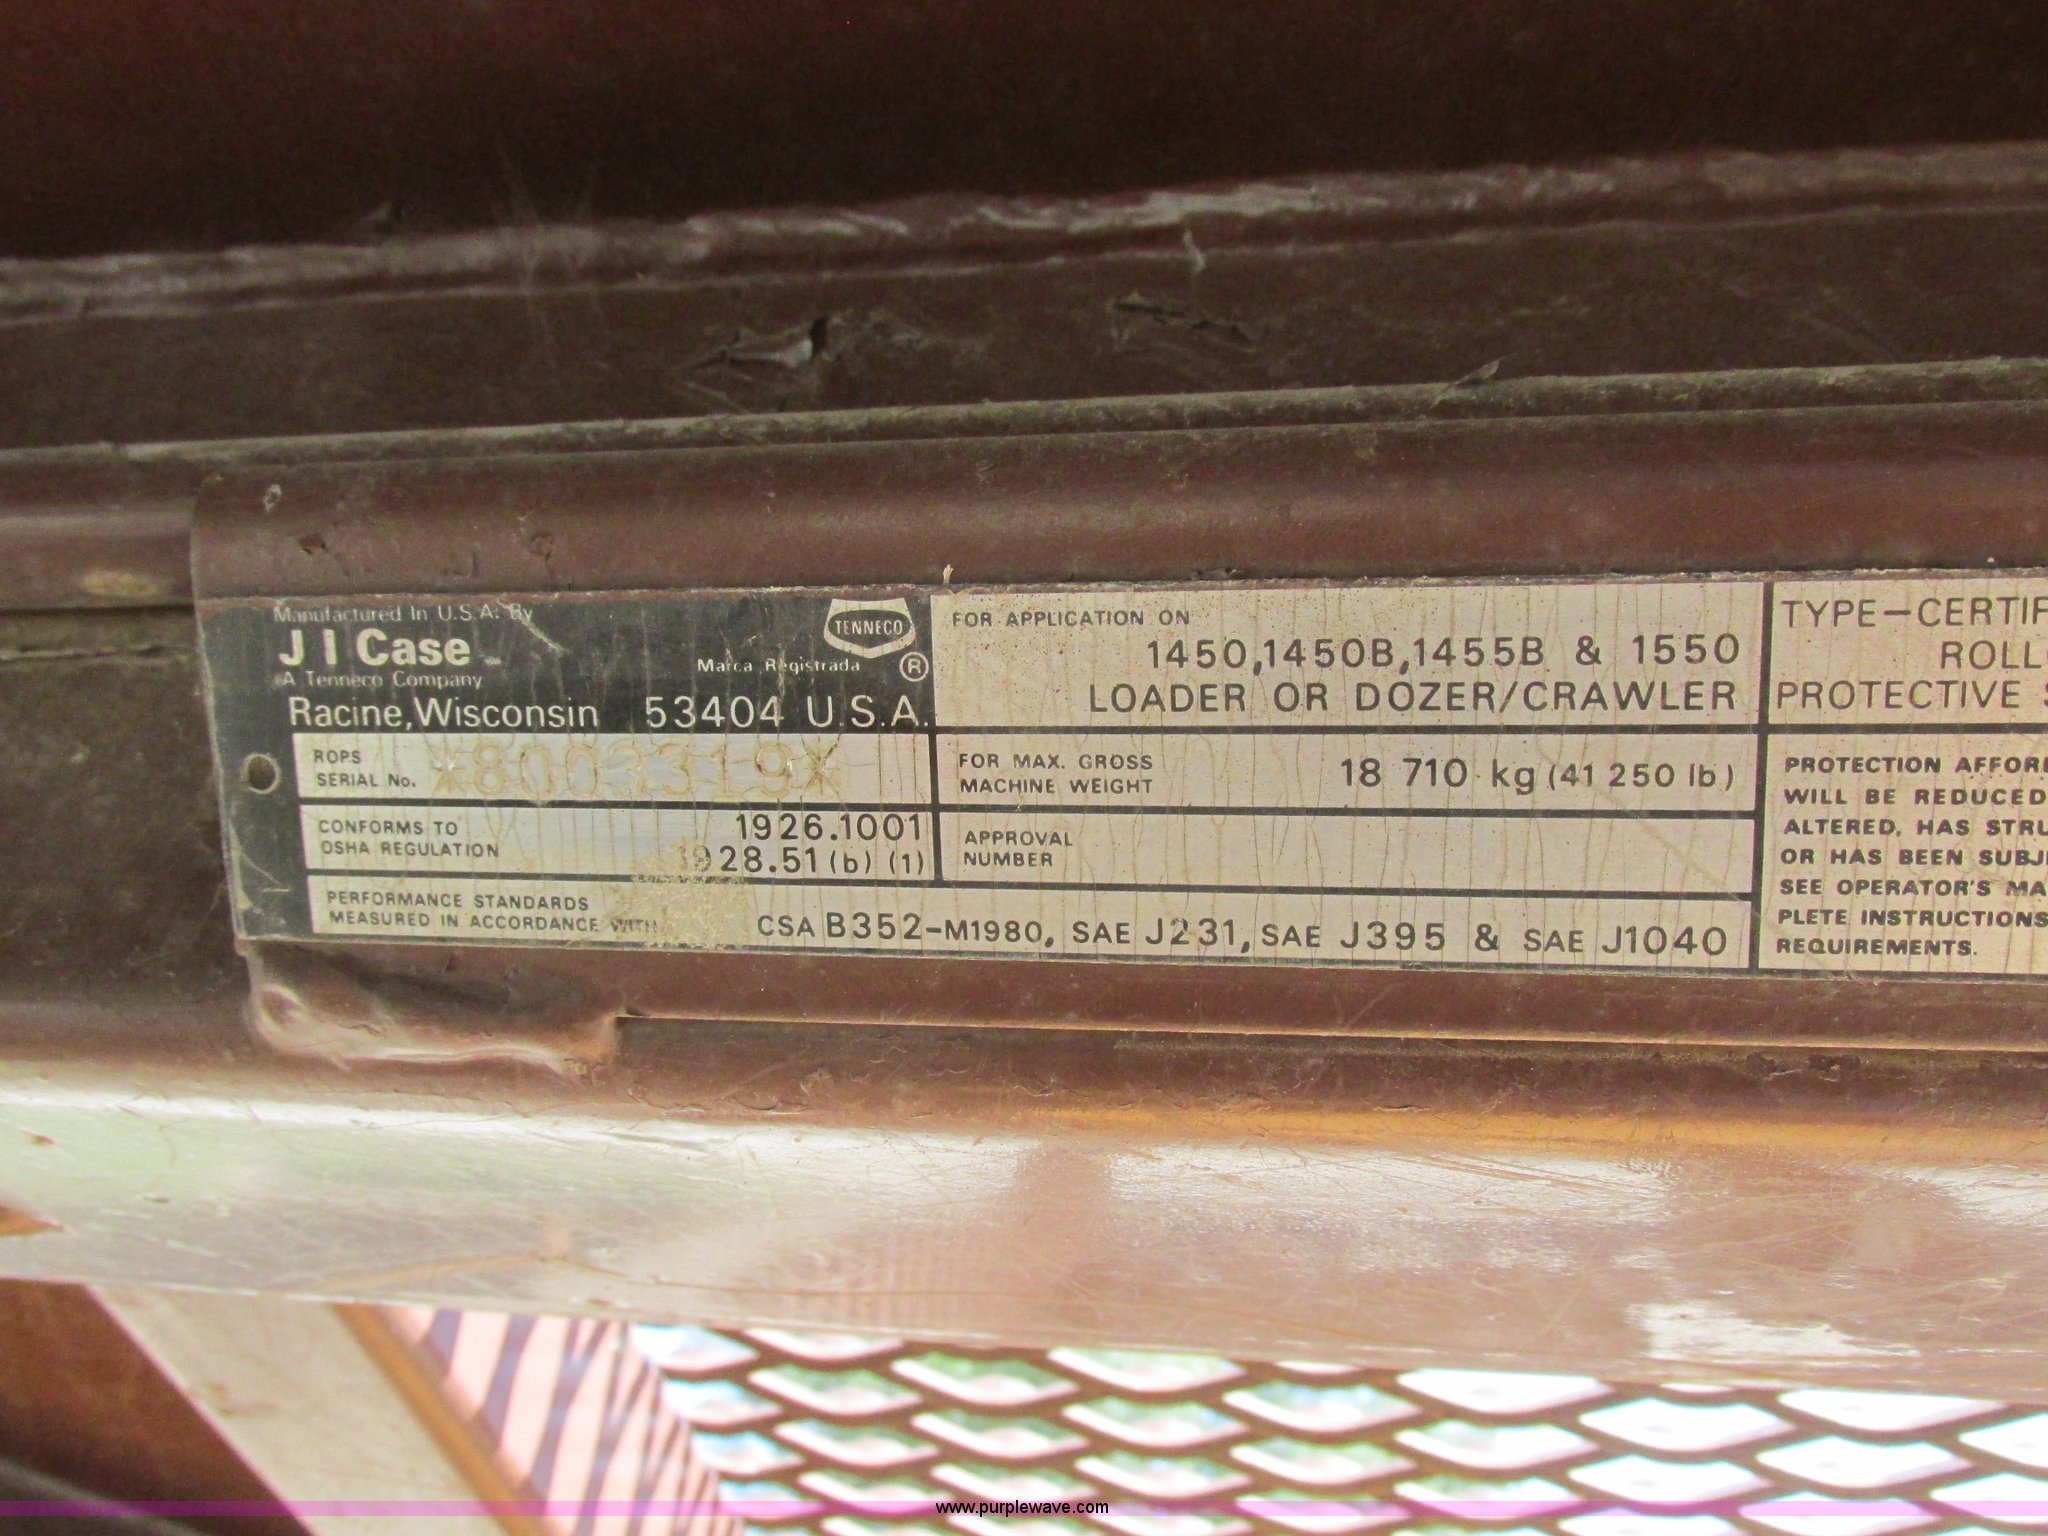 Manufactured In U.S.A. By
J I Case
A Tenneco Company
TENNECO
Marca Registrada ®
Racine, Wisconsin 53404 U.S.A.
ROPS
SERIAL No. *8003319*
CONFORMS TO
OSHA REGULATION
1926.1001
1928.51 (b) (1)
PERFORMANCE STANDARDS
MEASURED IN ACCORDANCE WITH
CSA B352-M1980, SAE J231, SAE J395 & SAE J1040
FOR APPLICATION ON
1450,1450B,1455B & 1550
LOADER OR DOZER/CRAWLER
FOR MAX. GROSS
MACHINE WEIGHT
18 710 kg (41 250 lb)
APPROVAL
NUMBER
TYPE-CERTIF
ROLL
PROTECTIVE
PROTECTION AFFOR
WILL BE REDUCED
ALTERED, HAS STRU
OR HAS BEEN SUBJ
SEE OPERATOR'S MA
PLETE INSTRUCTIONS
REQUIREMENTS.
www.purplewave.com